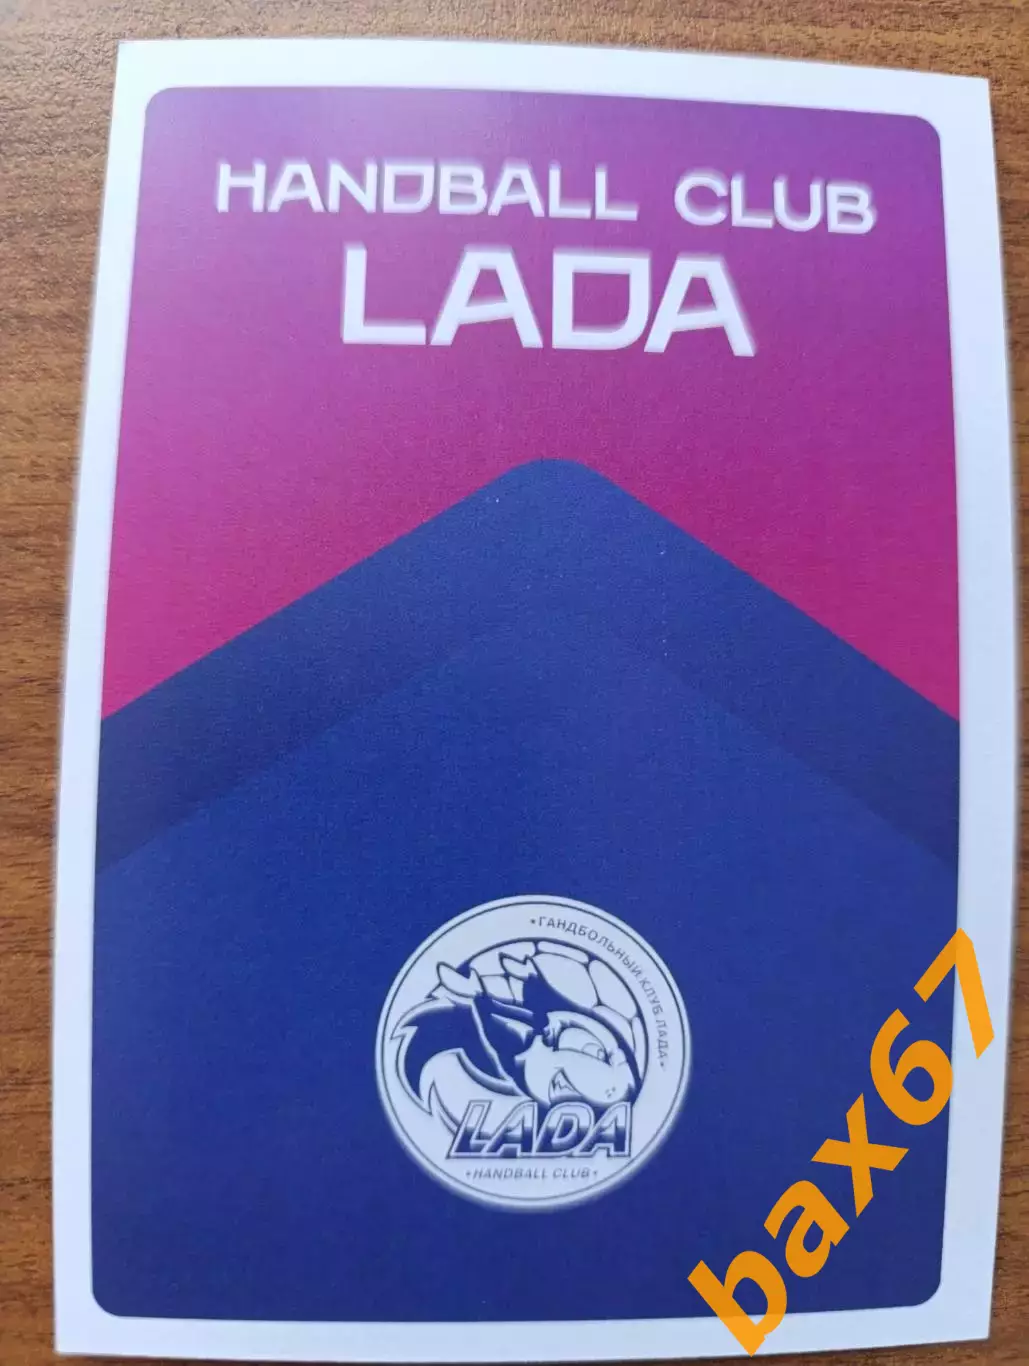 HANDBALL CLUB
LADA
•ГАНДБОЛЬНЫЙ КЛУБ ЛАДА•
LADA
•HANDBALL CLUB•
bax67